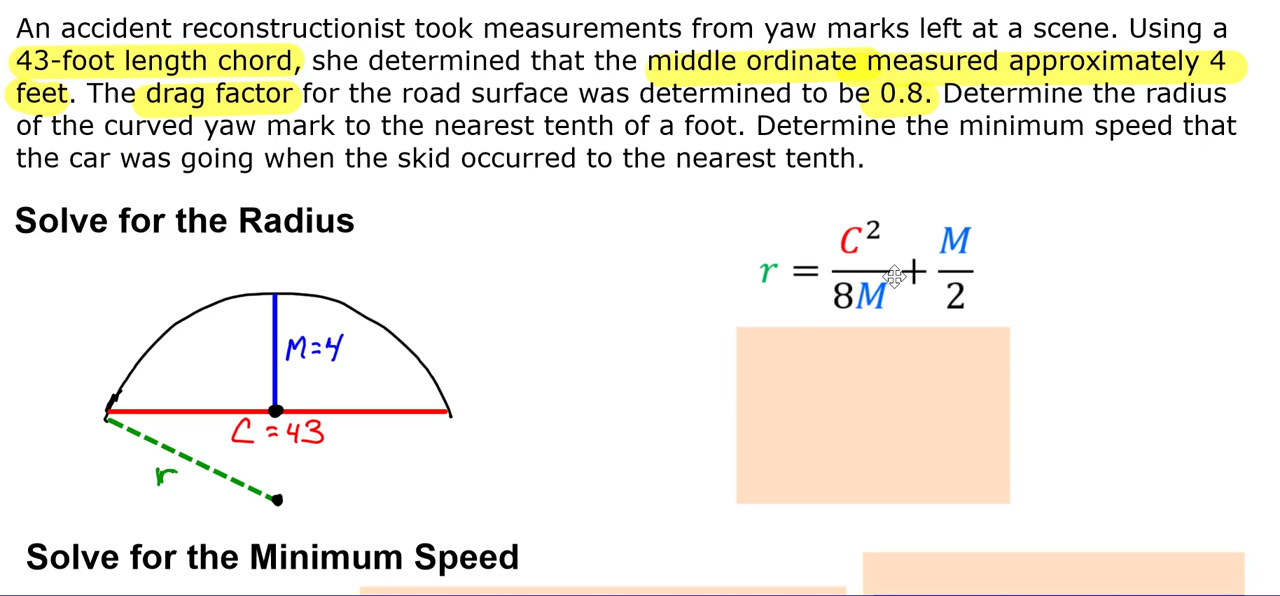 An accident reconstructionist took measurements from yaw marks left at a scene. Using a
43-foot length chord, she determined that the middle ordinate measured approximately 4
feet. The drag factor for the road surface was determined to be 0.8. Determine the radius
of the curved yaw mark to the nearest tenth of a foot. Determine the minimum speed that
the car was going when the skid occurred to the nearest tenth.
Solve for the Radius
r = C²/8M + M/2
M=4
C=43
r
Solve for the Minimum Speed